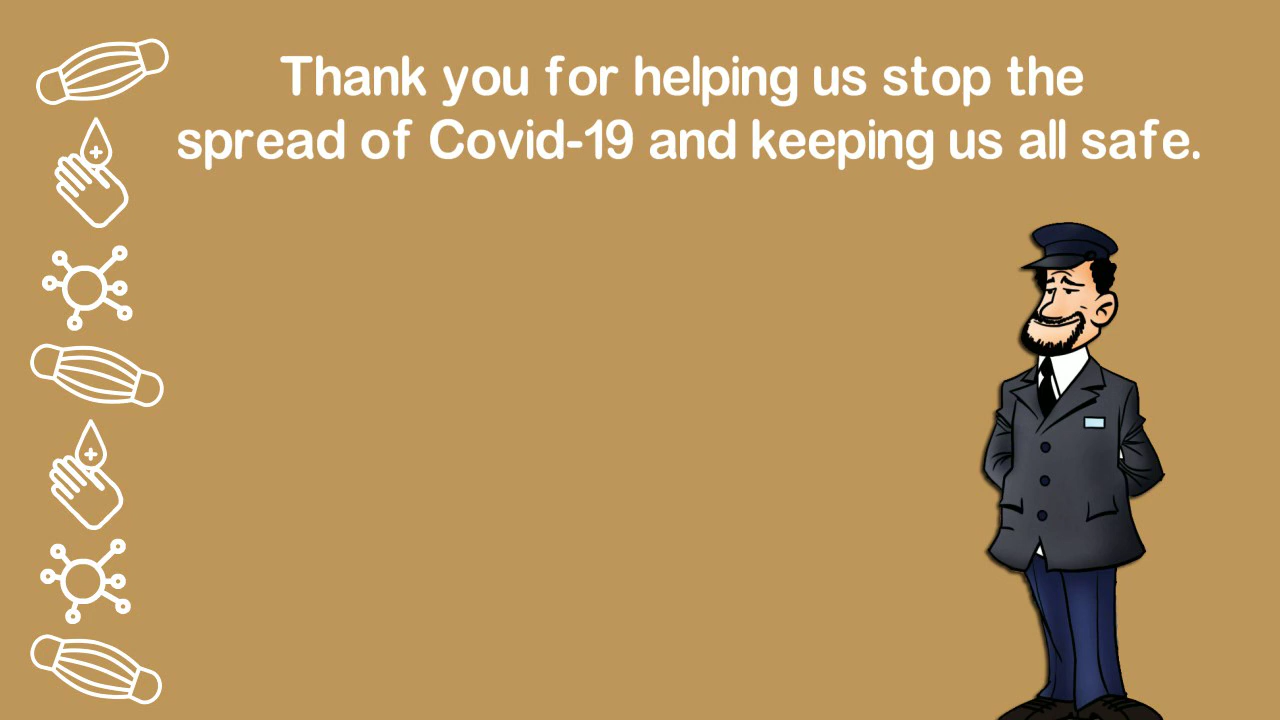 Thank you for helping us stop the
spread of Covid-19 and keeping us all safe.